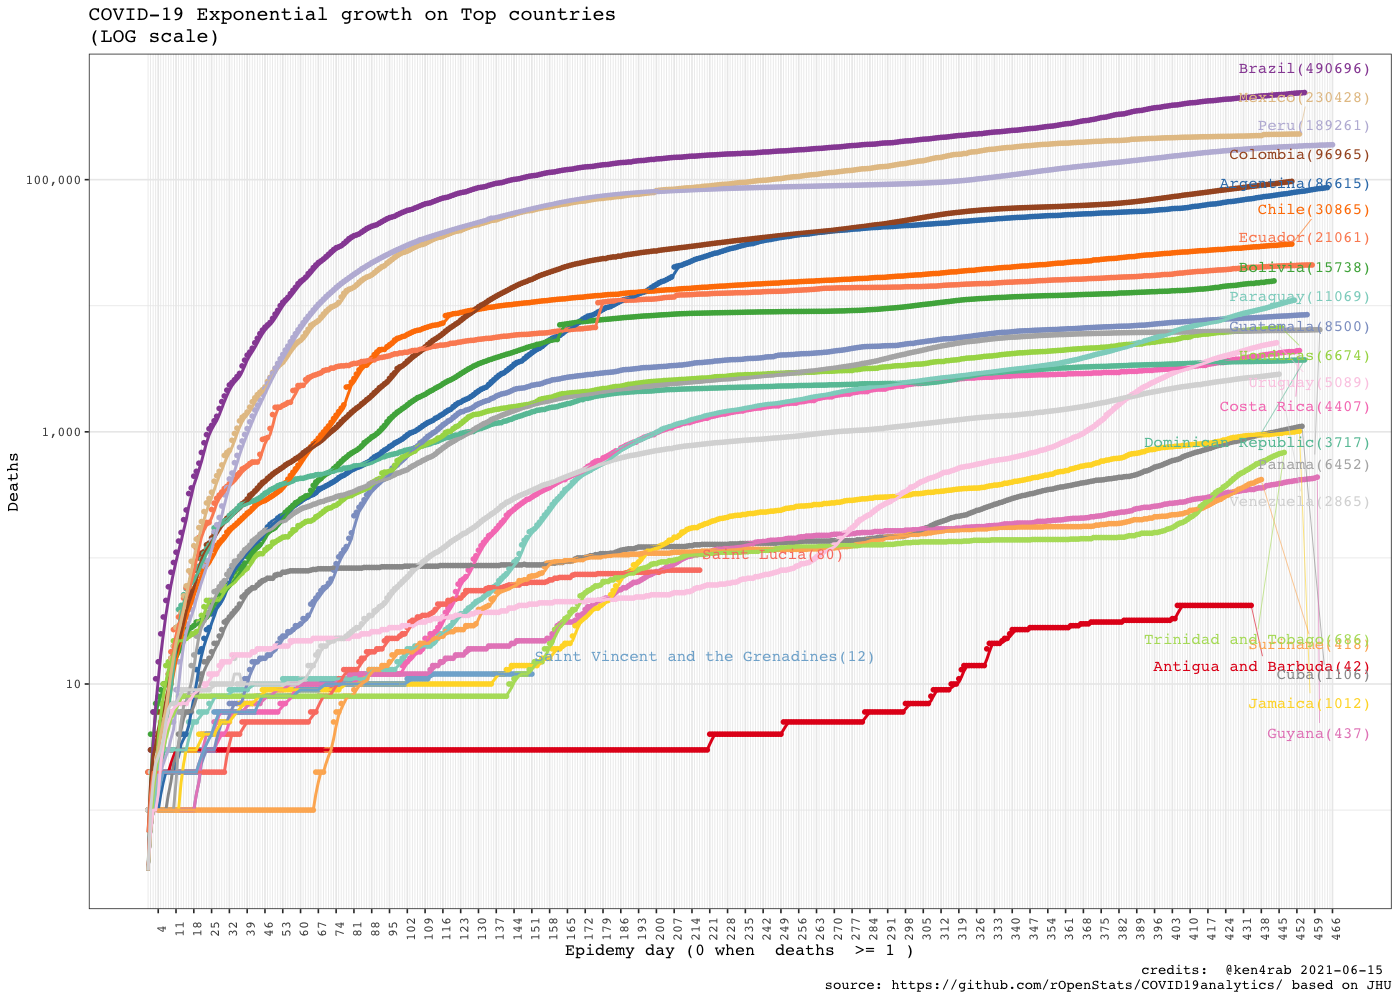 COVID-19 Exponential growth on Top countries
(LOG scale)
Brazil(490696)
Mexico(230428)
Peru(189261)
Colombia(96965)
100,000
Argentina(86615)
Chile(30865)
Ecuador(21061)
Bolivia(15738)
Paraguay(11069)
Guatemala(8500)
Honduras(6674)
Uruguay(5089)
Costa Rica(4407)
1,000
Dominican Republic(3717)
Panama(6452)
Venezuela(2865)
Deaths
Saint Lucia(80)
Trinidad and Tobago(686)
Suriname(418)
Saint Vincent and the Grenadines(12)
Antigua and Barbuda(42)
Cuba(1106)
10
Jamaica(1012)
Guyana(437)
4 11 18 25 32 39 46 53 60 67 74 81 88 95 102 109 116 123 130 137 144 151 158 165 172 179 186 193 200 207 214 221 228 235 242 249 256 263 270 277 284 291 298 305 312 319 326 333 340 347 354 361 368 375 382 389 396 403 410 417 424 431 438 445 452 459 466
Epidemy day (0 when  deaths  >= 1 )
credits:  @ken4rab 2021-06-15
source: https://github.com/rOpenStats/COVID19analytics/ based on JHU